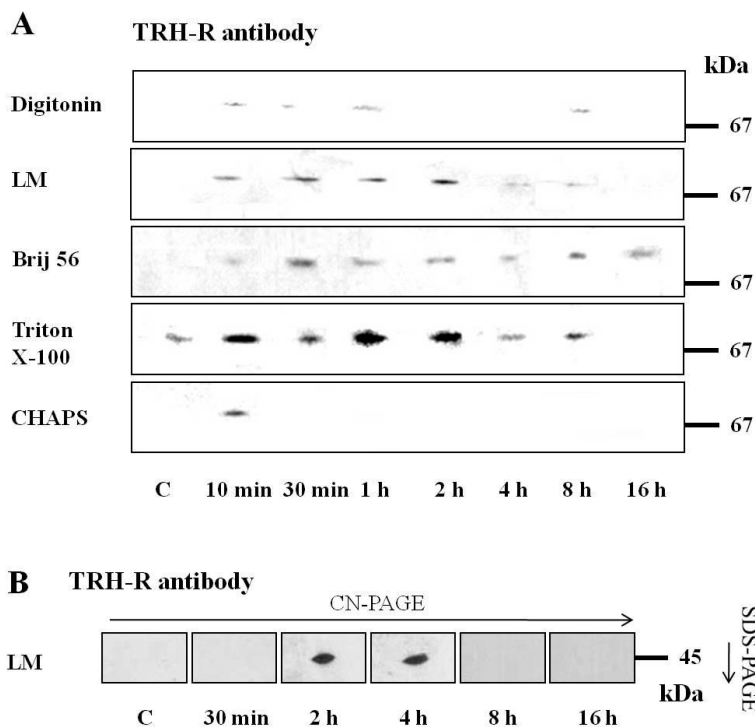 A
TRH-R antibody
kDa
Digitonin
67
LM
67
Brij 56
67
Triton
X-100
67
CHAPS
67
C 10 min 30 min 1 h 2 h 4 h 8 h 16 h
B TRH-R antibody
CN-PAGE
LM
45
kDa
SDS-PAGE
C 30 min 2 h 4 h 8 h 16 h